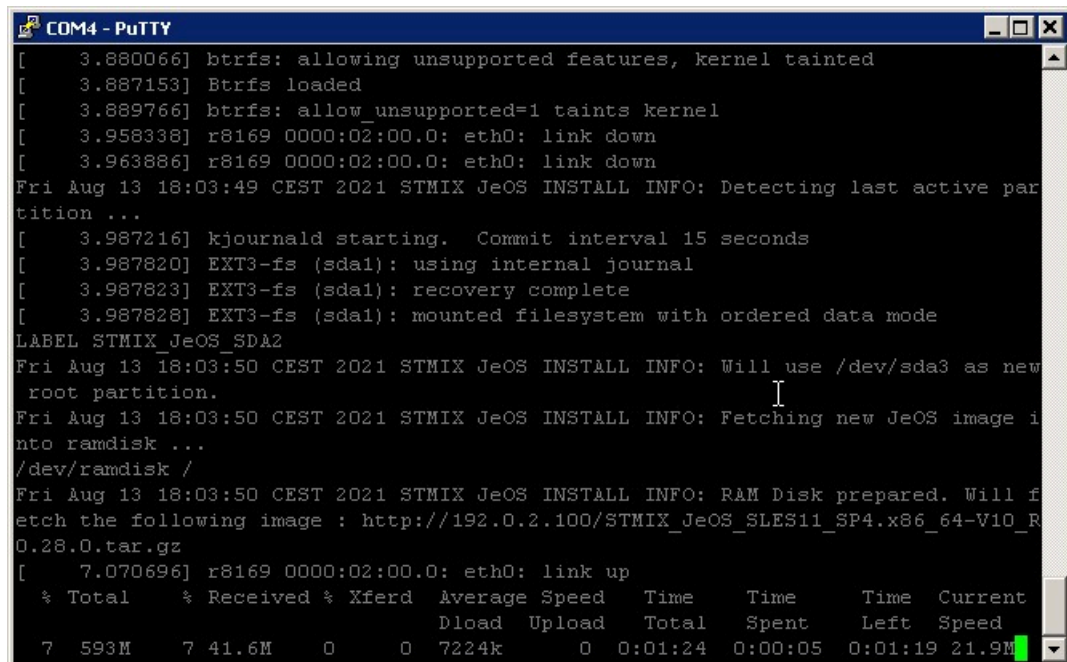 COM4 - PuTTY
[    3.880066] btrfs: allowing unsupported features, kernel tainted
[    3.887153] Btrfs loaded
[    3.889766] btrfs: allow_unsupported=1 taints kernel
[    3.958338] r8169 0000:02:00.0: eth0: link down
[    3.963886] r8169 0000:02:00.0: eth0: link down
Fri Aug 13 18:03:49 CEST 2021 STMIX JeOS INSTALL INFO: Detecting last active par
tition ...
[    3.987216] kjournald starting.  Commit interval 15 seconds
[    3.987820] EXT3-fs (sda1): using internal journal
[    3.987823] EXT3-fs (sda1): recovery complete
[    3.987828] EXT3-fs (sda1): mounted filesystem with ordered data mode
LABEL STMIX_JeOS_SDA2
Fri Aug 13 18:03:50 CEST 2021 STMIX JeOS INSTALL INFO: Will use /dev/sda3 as new
 root partition.
Fri Aug 13 18:03:50 CEST 2021 STMIX JeOS INSTALL INFO: Fetching new JeOS image i
nto ramdisk ...
/dev/ramdisk /
Fri Aug 13 18:03:50 CEST 2021 STMIX JeOS INSTALL INFO: RAM Disk prepared. Will f
etch the following image : http://192.0.2.100/STMIX_JeOS_SLES11_SP4.x86_64-V10_R
0.28.0.tar.gz
[    7.070696] r8169 0000:02:00.0: eth0: link up
  % Total    % Received % Xferd  Average Speed   Time    Time     Time  Current
                                 Dload  Upload   Total   Spent    Left  Speed
  7  593M    7 41.6M    0     0  7224k      0  0:01:24  0:00:05  0:01:19 21.9M